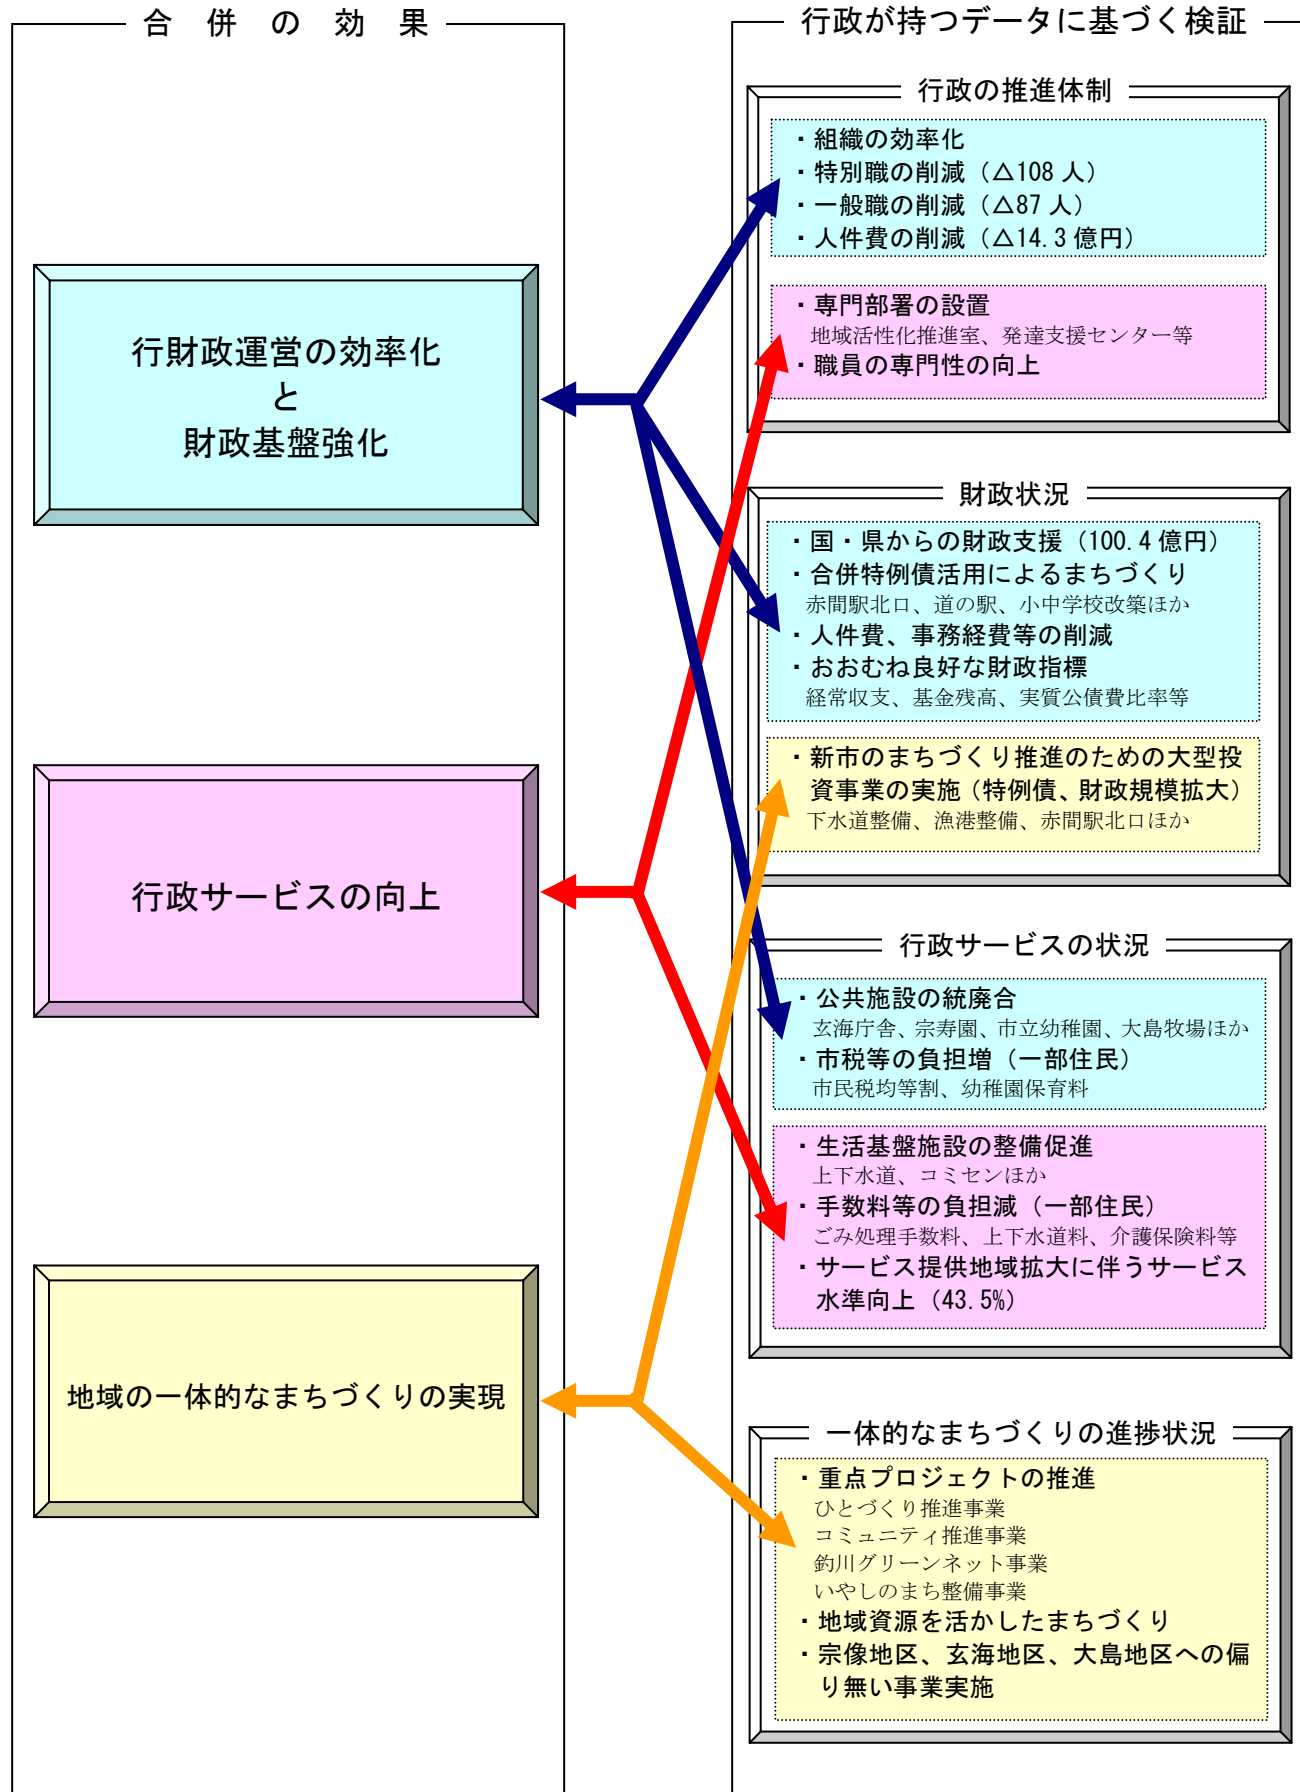 合併の効果
行財政運営の効率化
と
財政基盤強化
行政サービスの向上
地域の一体的なまちづくりの実現
行政が持つデータに基づく検証
行政の推進体制
・組織の効率化
・特別職の削減（△108人）
・一般職の削減（△87人）
・人件費の削減（△14.3億円）
・専門部署の設置
地域活性化推進室、発達支援センター等
・職員の専門性の向上
財政状況
・国・県からの財政支援（100.4億円）
・合併特例債活用によるまちづくり
赤間駅北口、道の駅、小中学校改築ほか
・人件費、事務経費等の削減
・おおむね良好な財政指標
経常収支、基金残高、実質公債費比率等
・新市のまちづくり推進のための大型投
資事業の実施（特例債、財政規模拡大）
下水道整備、漁港整備、赤間駅北口ほか
行政サービスの状況
・公共施設の統廃合
玄海庁舎、宗寿園、市立幼稚園、大島牧場ほか
・市税等の負担増（一部住民）
市民税均等割、幼稚園保育料
・生活基盤施設の整備促進
上下水道、コミセンほか
・手数料等の負担減（一部住民）
ごみ処理手数料、上下水道料、介護保険料等
・サービス提供地域拡大に伴うサービス
水準向上（43.5%）
一体的なまちづくりの進捗状況
・重点プロジェクトの推進
ひとづくり推進事業
コミュニティ推進事業
釣川グリーンネット事業
いやしのまち整備事業
・地域資源を活かしたまちづくり
・宗像地区、玄海地区、大島地区への偏
り無い事業実施